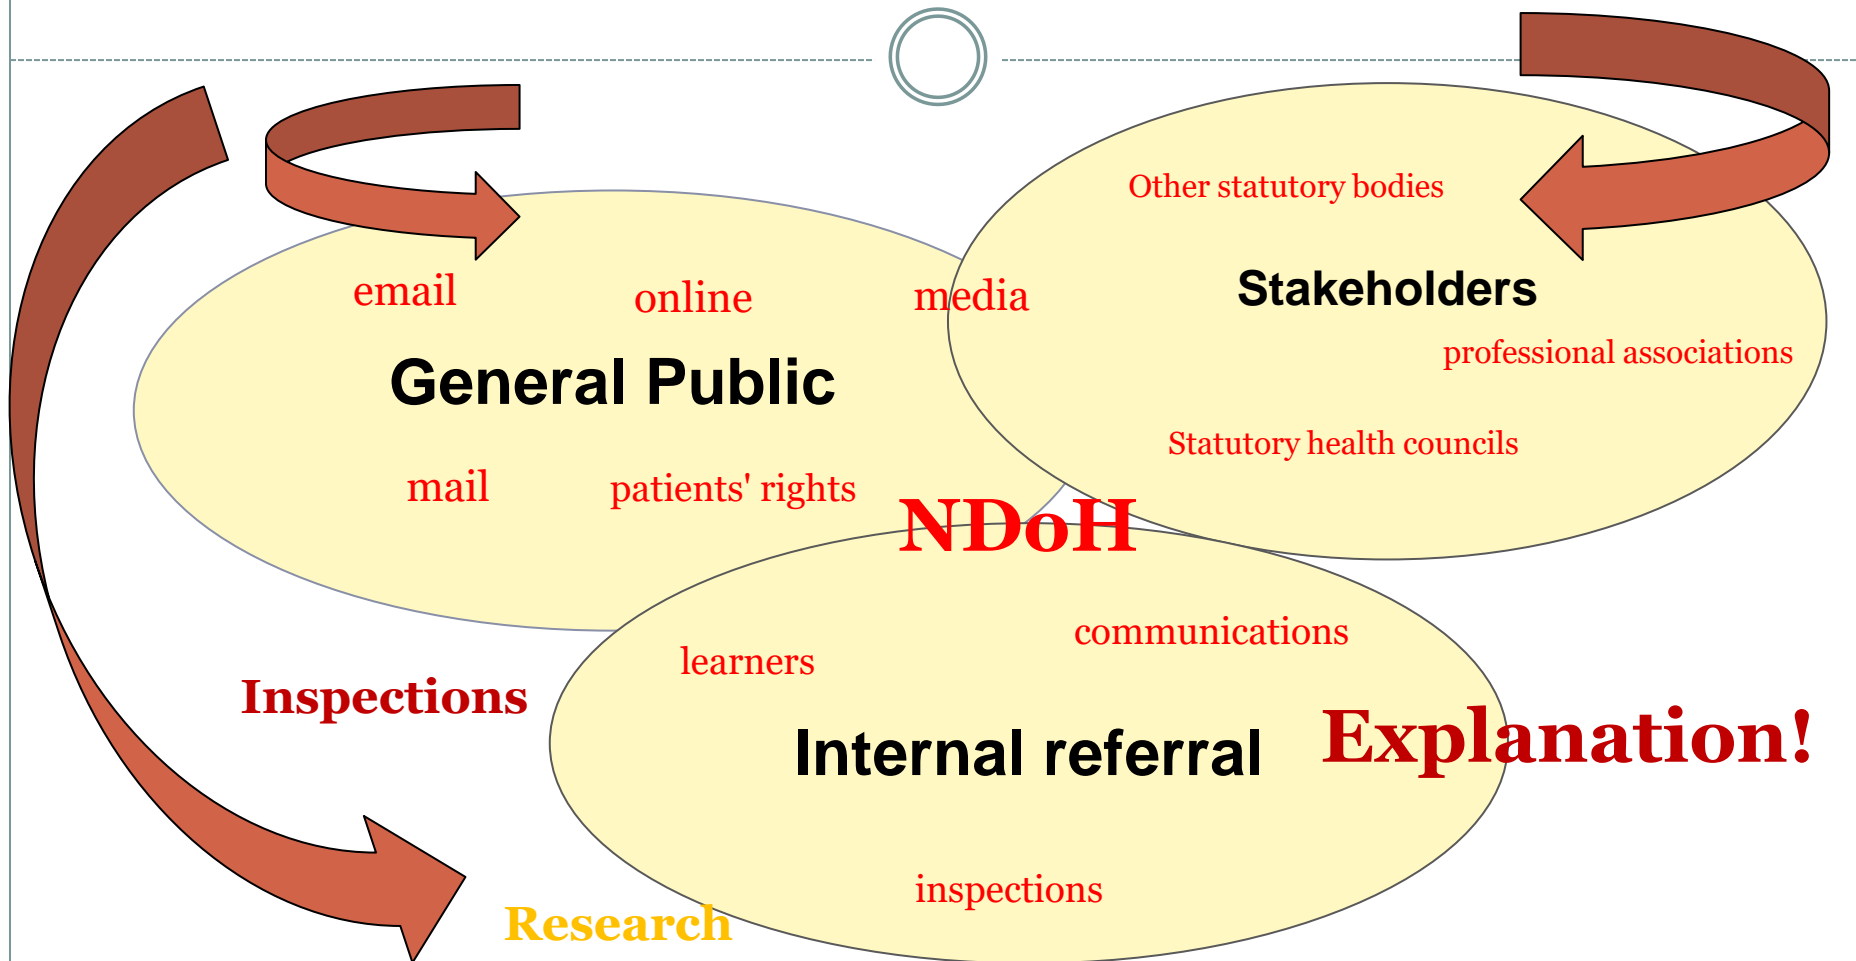 Other statutory bodies
email
online
media
Stakeholders
professional associations
General Public
Statutory health councils
mail
patients' rights
NDoH
communications
learners
Inspections
Internal referral
Explanation!
inspections
Research